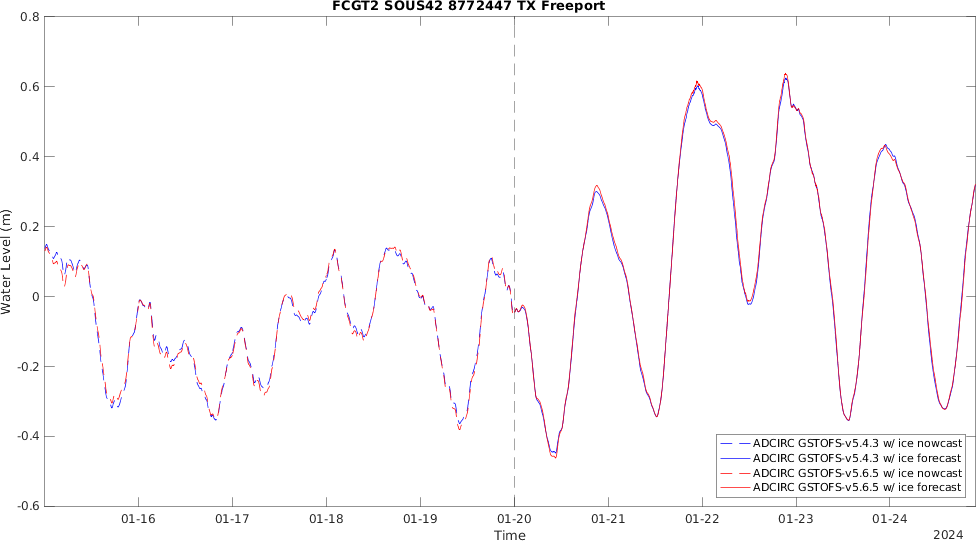 FCGT2 SOUS42 8772447 TX Freeport
0.8
0.6
0.4
0.2
0
-0.2
-0.4
-0.6
Water Level (m)
ADCIRC GSTOFS-v5.4.3 w/ ice nowcast
ADCIRC GSTOFS-v5.4.3 w/ ice forecast
ADCIRC GSTOFS-v5.6.5 w/ ice nowcast
ADCIRC GSTOFS-v5.6.5 w/ ice forecast
01-16 01-17 01-18 01-19 01-20 01-21 01-22 01-23 01-24
Time 2024